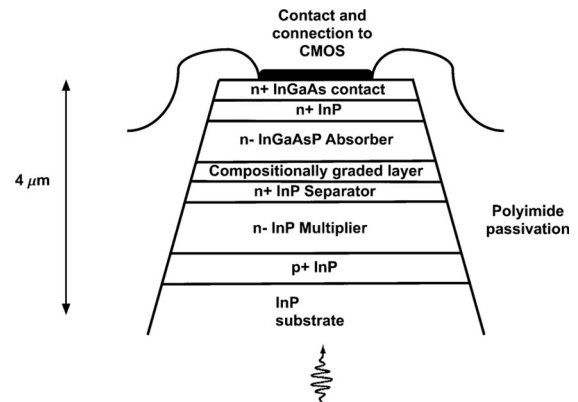 Contact and
connection to
CMOS
n+ InGaAs contact
n+ InP
n- InGaAsP Absorber
Compositionally graded layer
n+ InP Separator
n- InP Multiplier
p+ InP
InP
substrate
4 μm
Polyimide
passivation